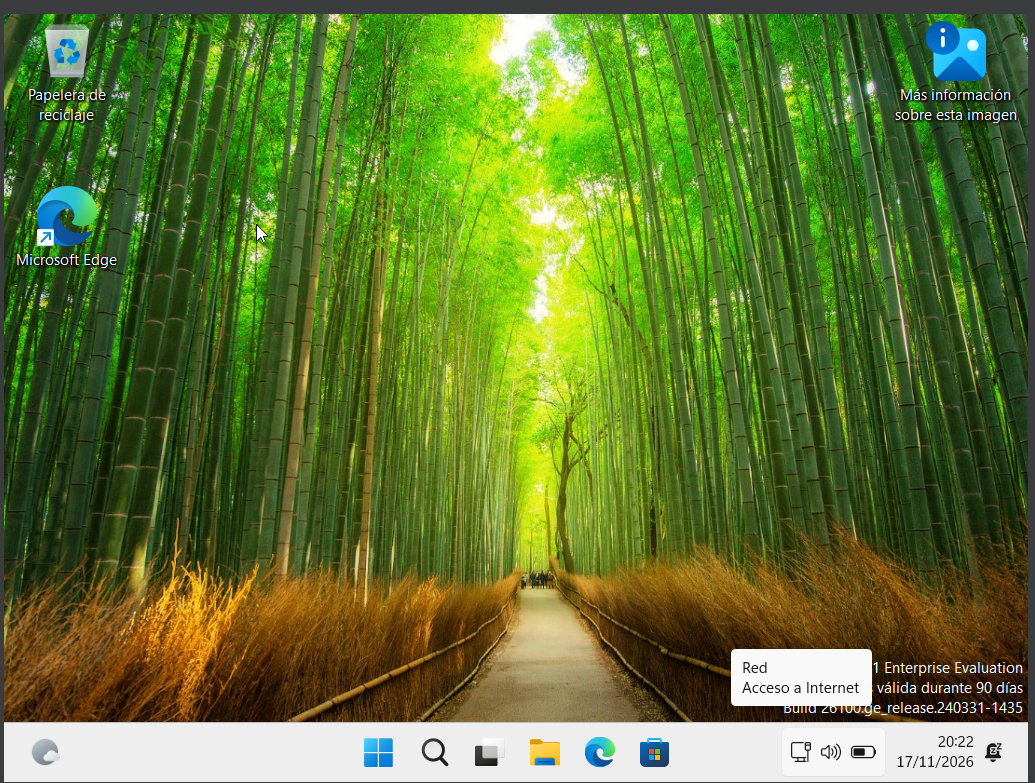 Papelera de
reciclaje
Más información
sobre esta imagen
Microsoft Edge
Red
Acceso a Internet
1 Enterprise Evaluation
válida durante 90 días
Build 26100.ge_release.240331-1435
20:22
17/11/2026